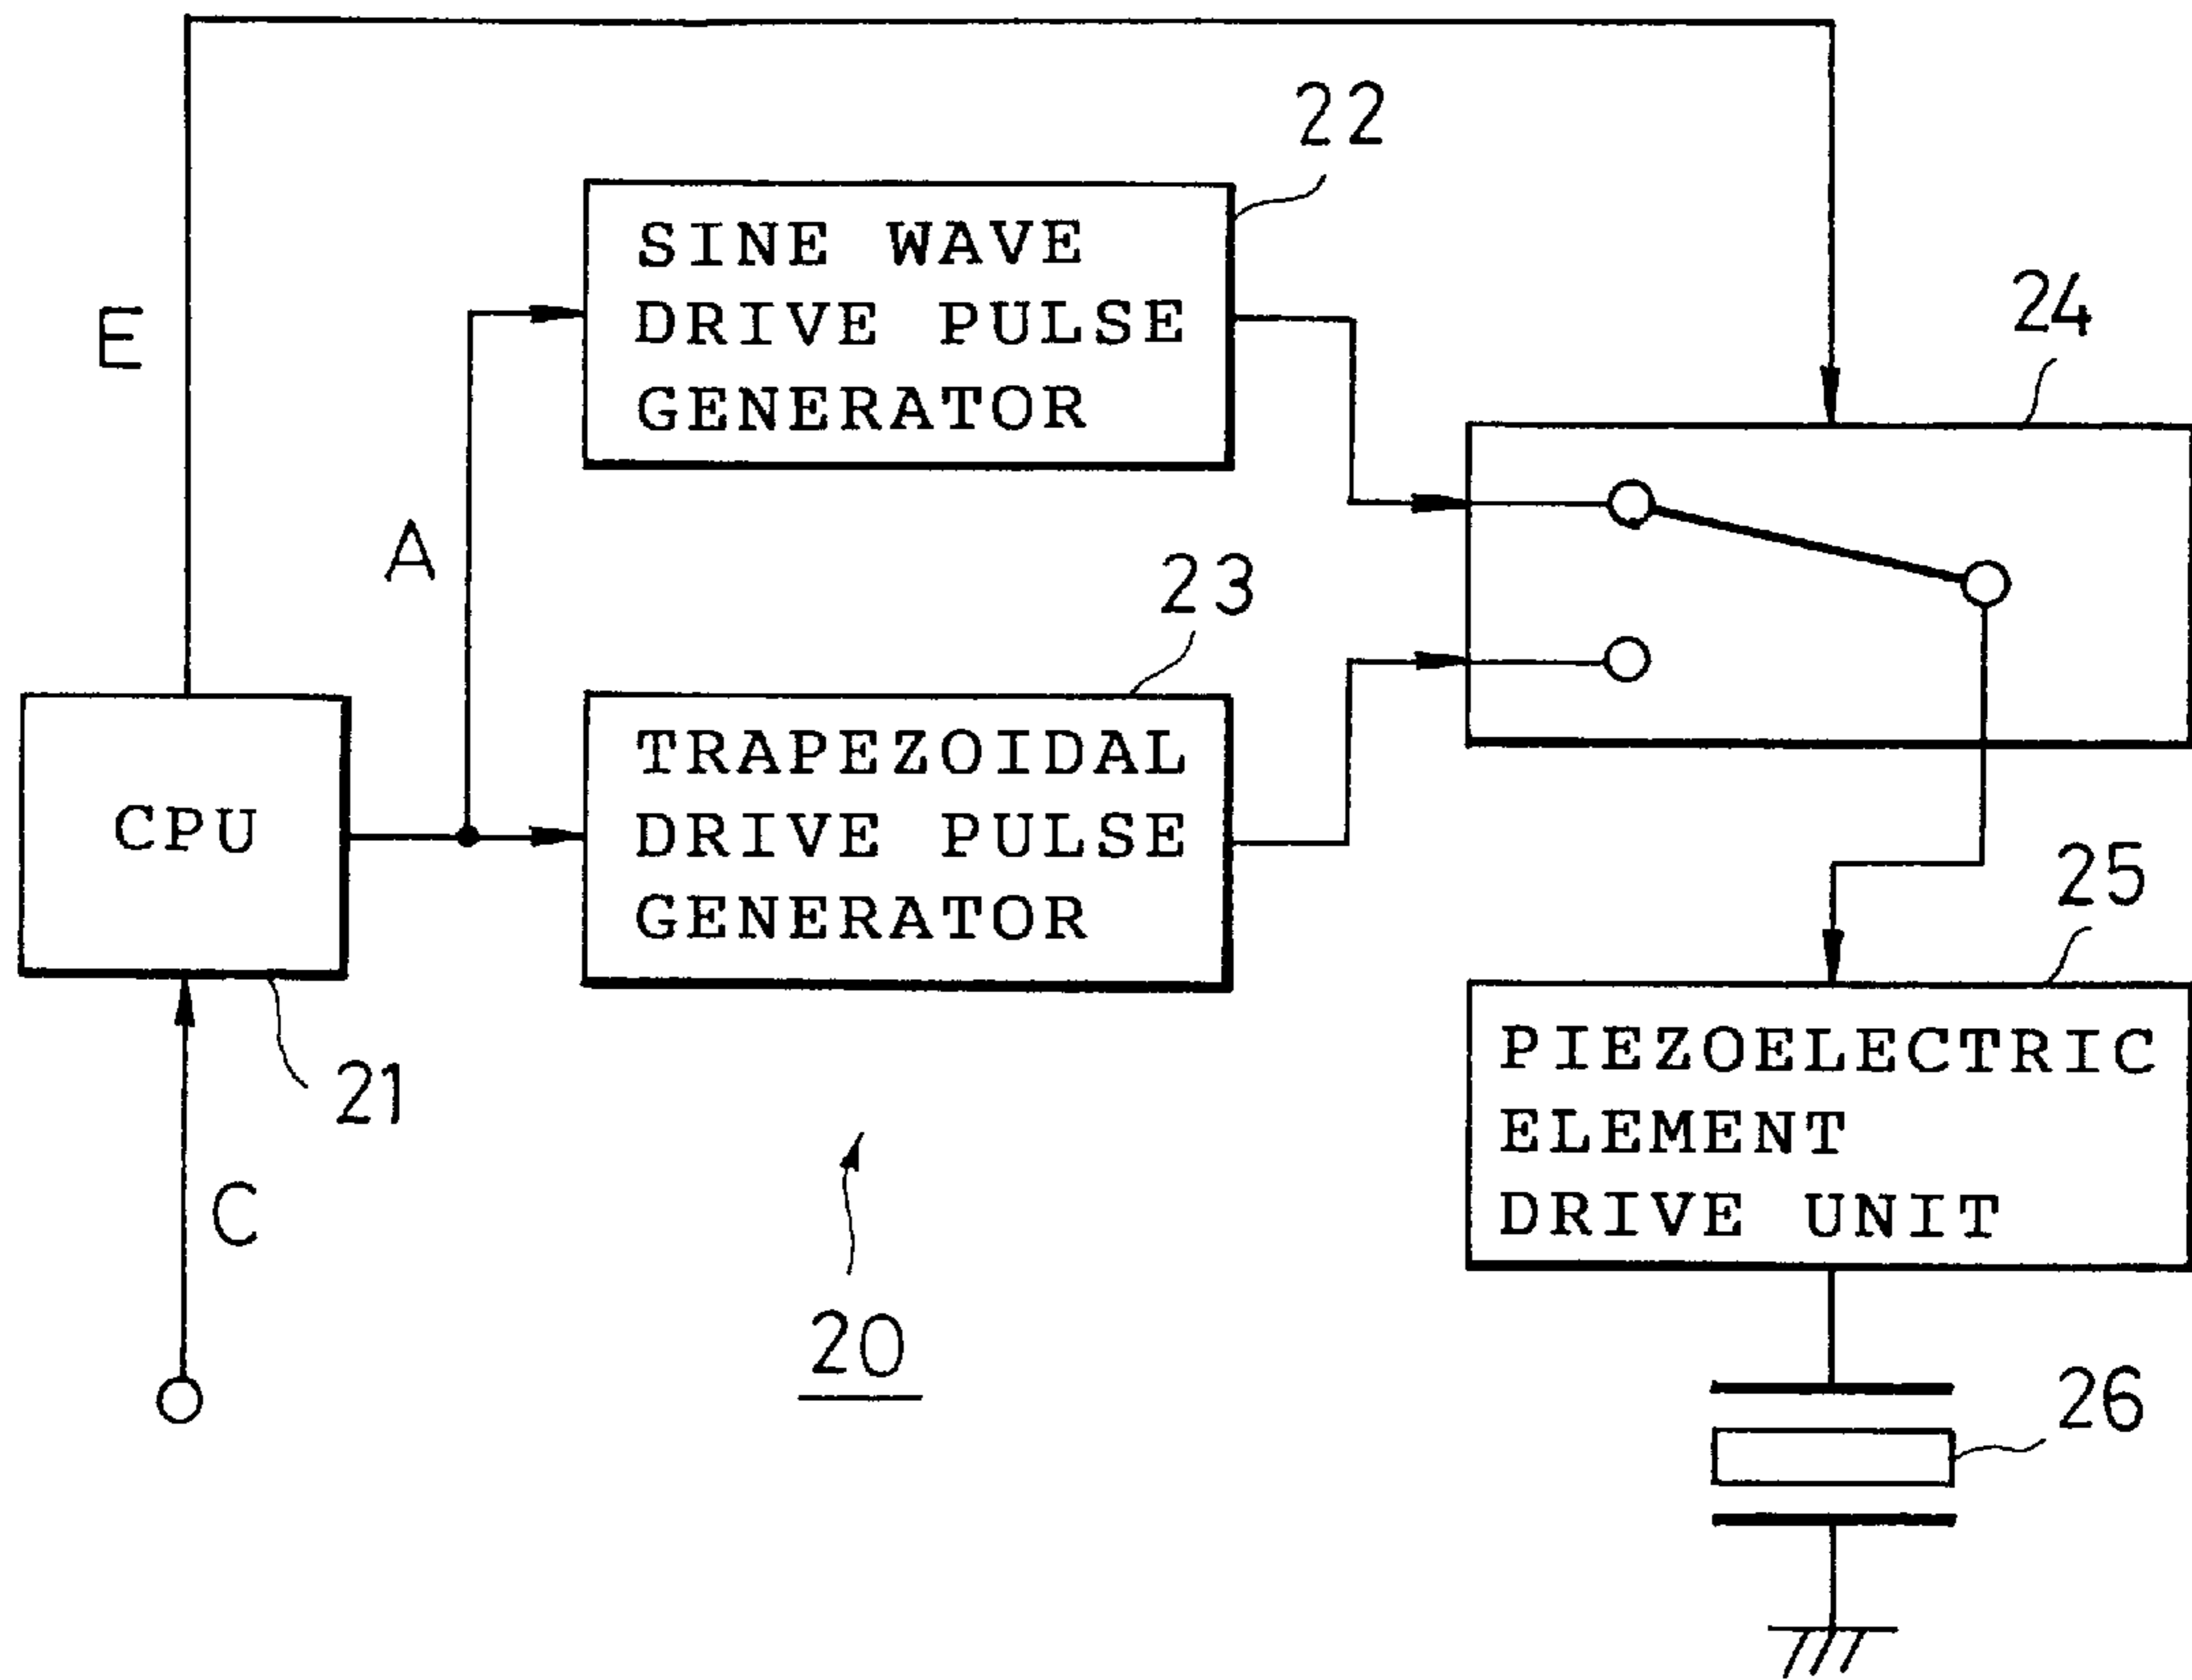 22
SINE WAVE
DRIVE PULSE
GENERATOR
E
24
A
23
TRAPEZOIDAL
DRIVE PULSE
GENERATOR
CPU
25
21
PIEZOELECTRIC
ELEMENT
DRIVE UNIT
C
20
26